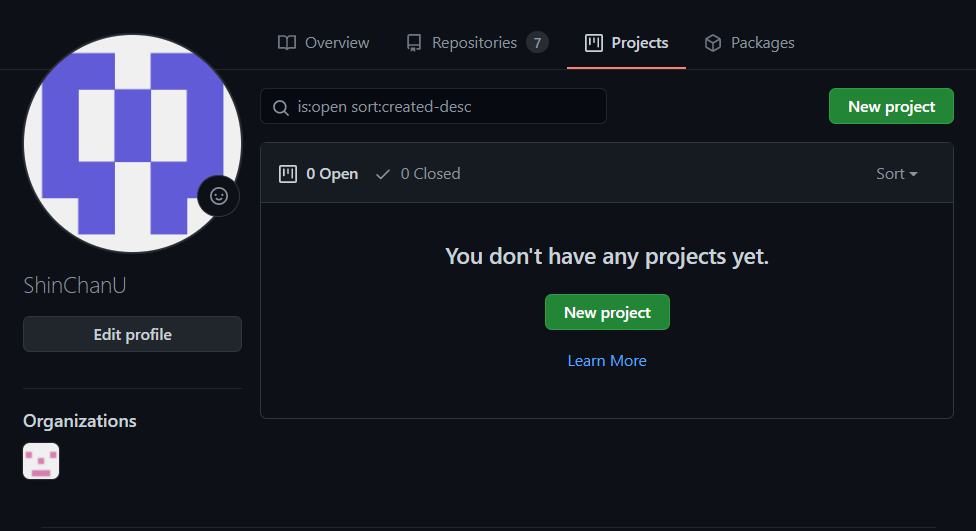 Overview Repositories 7 Projects Packages
is:open sort:created-desc New project
0 Open 0 Closed Sort
You don't have any projects yet.
New project
Learn More
ShinChanU
Edit profile
Organizations